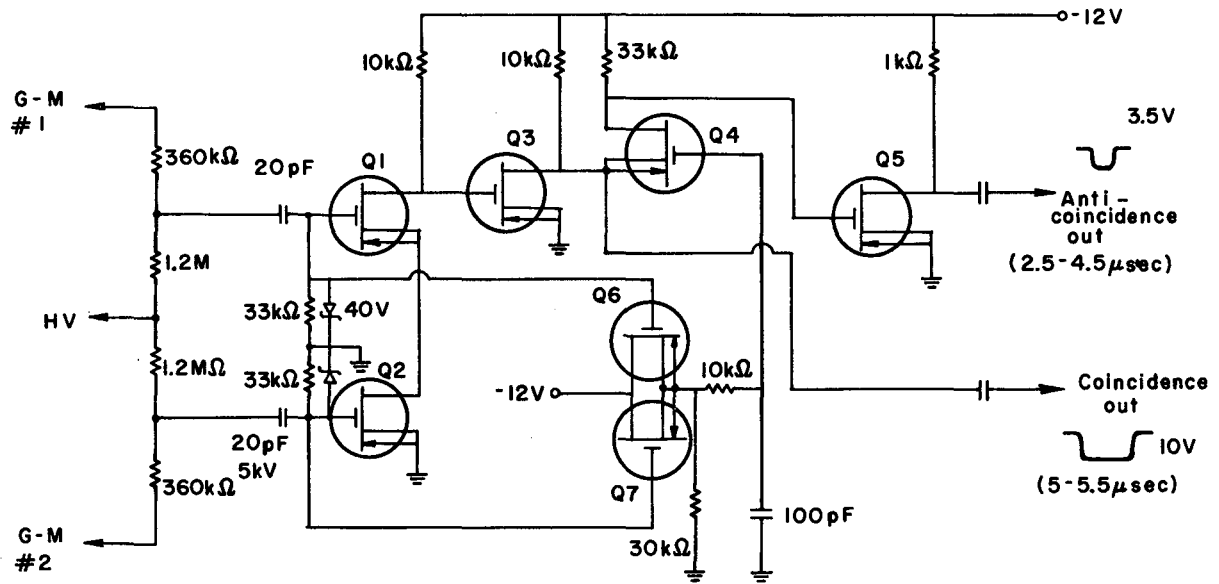 -12V
10kΩ
10kΩ
33kΩ
1kΩ
G-M
#1
360kΩ
20pF
Q1
Q3
Q4
Q5
3.5V
Anti-
coincidence
out
(2.5-4.5μsec)
1.2M
HV
33kΩ
40V
Q6
1.2MΩ
33kΩ
Q2
-12V
10kΩ
Coincidence
out
10V
(5-5.5μsec)
20pF
5kV
360kΩ
Q7
30kΩ
100pF
G-M
#2